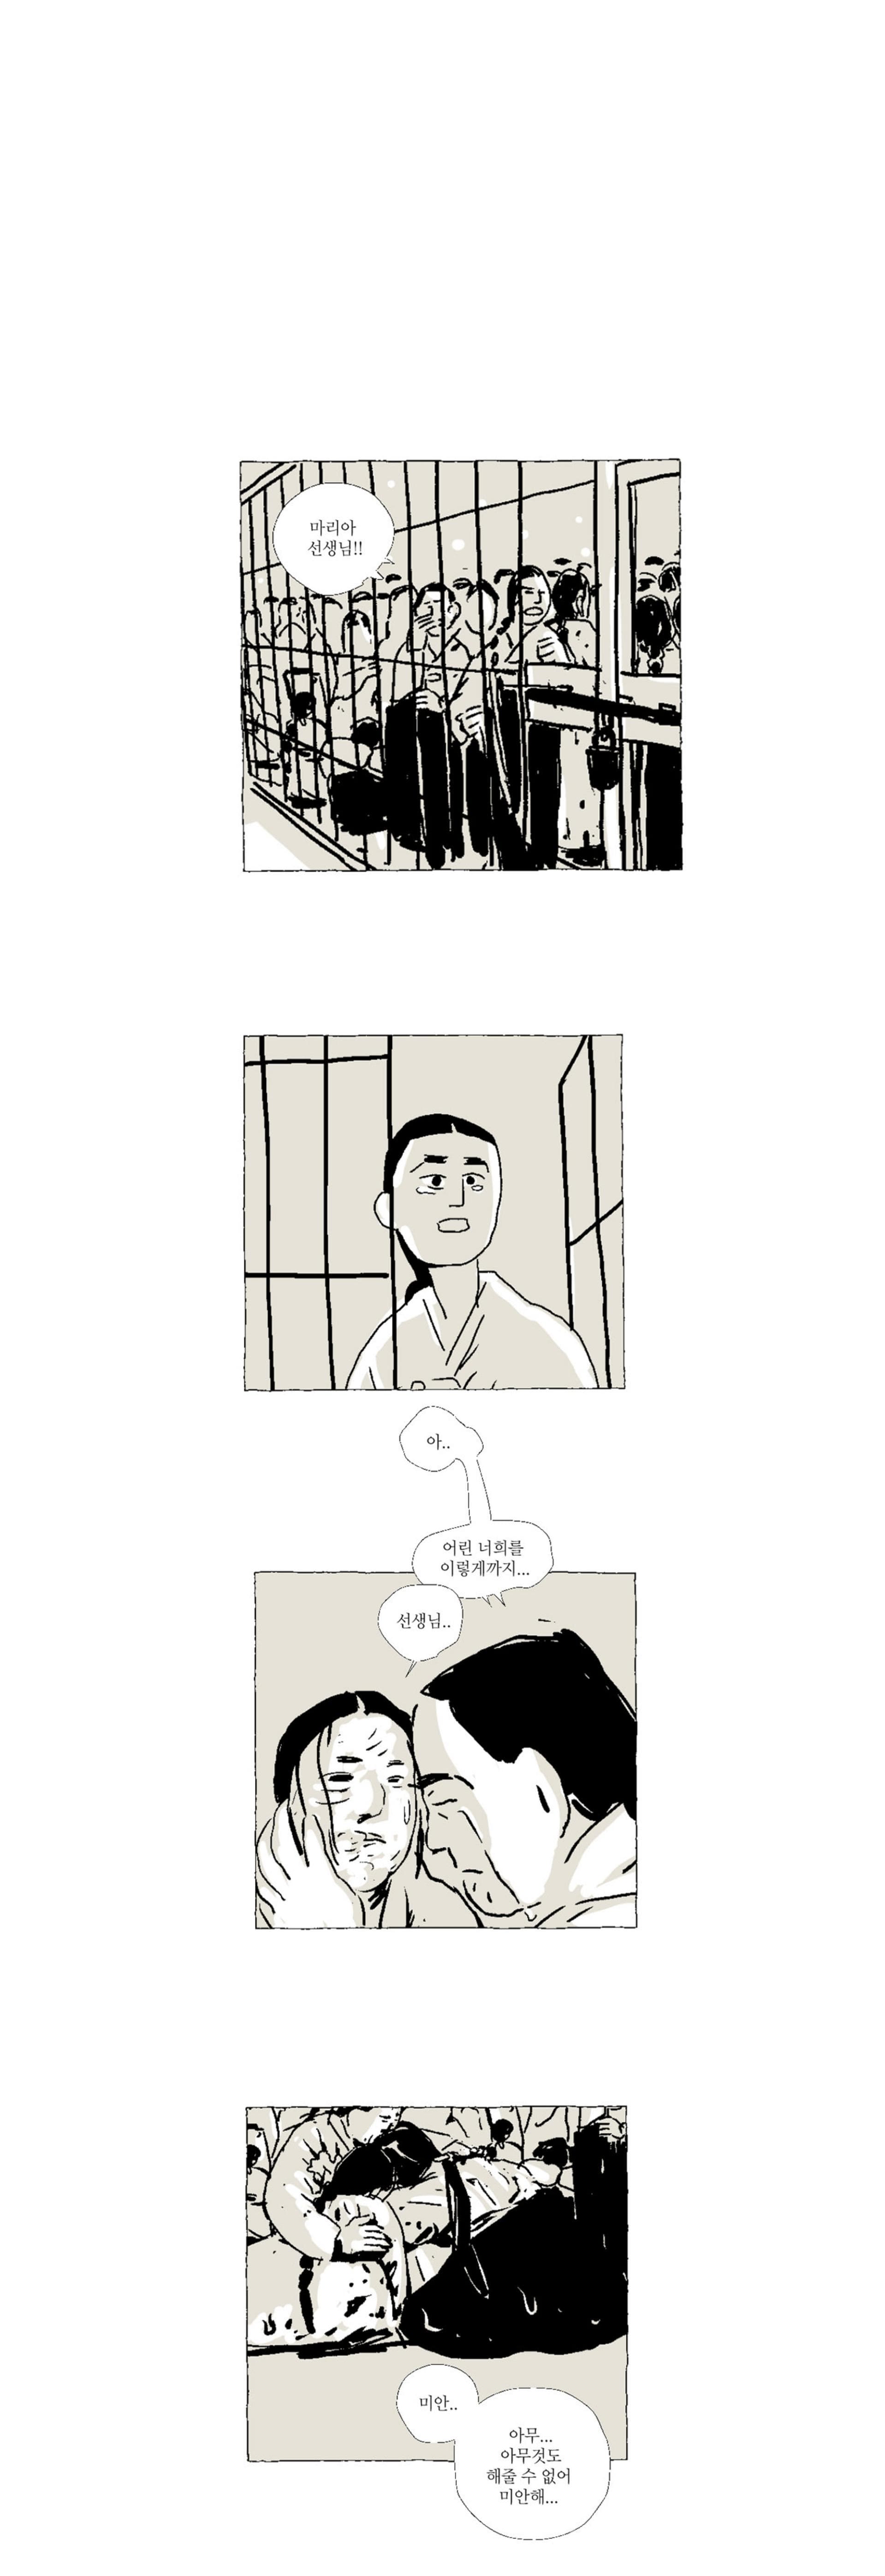 마리아
선생님!!
아..
어린 너희를
이렇게까지...
선생님..
미안..
아무...
아무것도
해줄 수 없어
미안해...